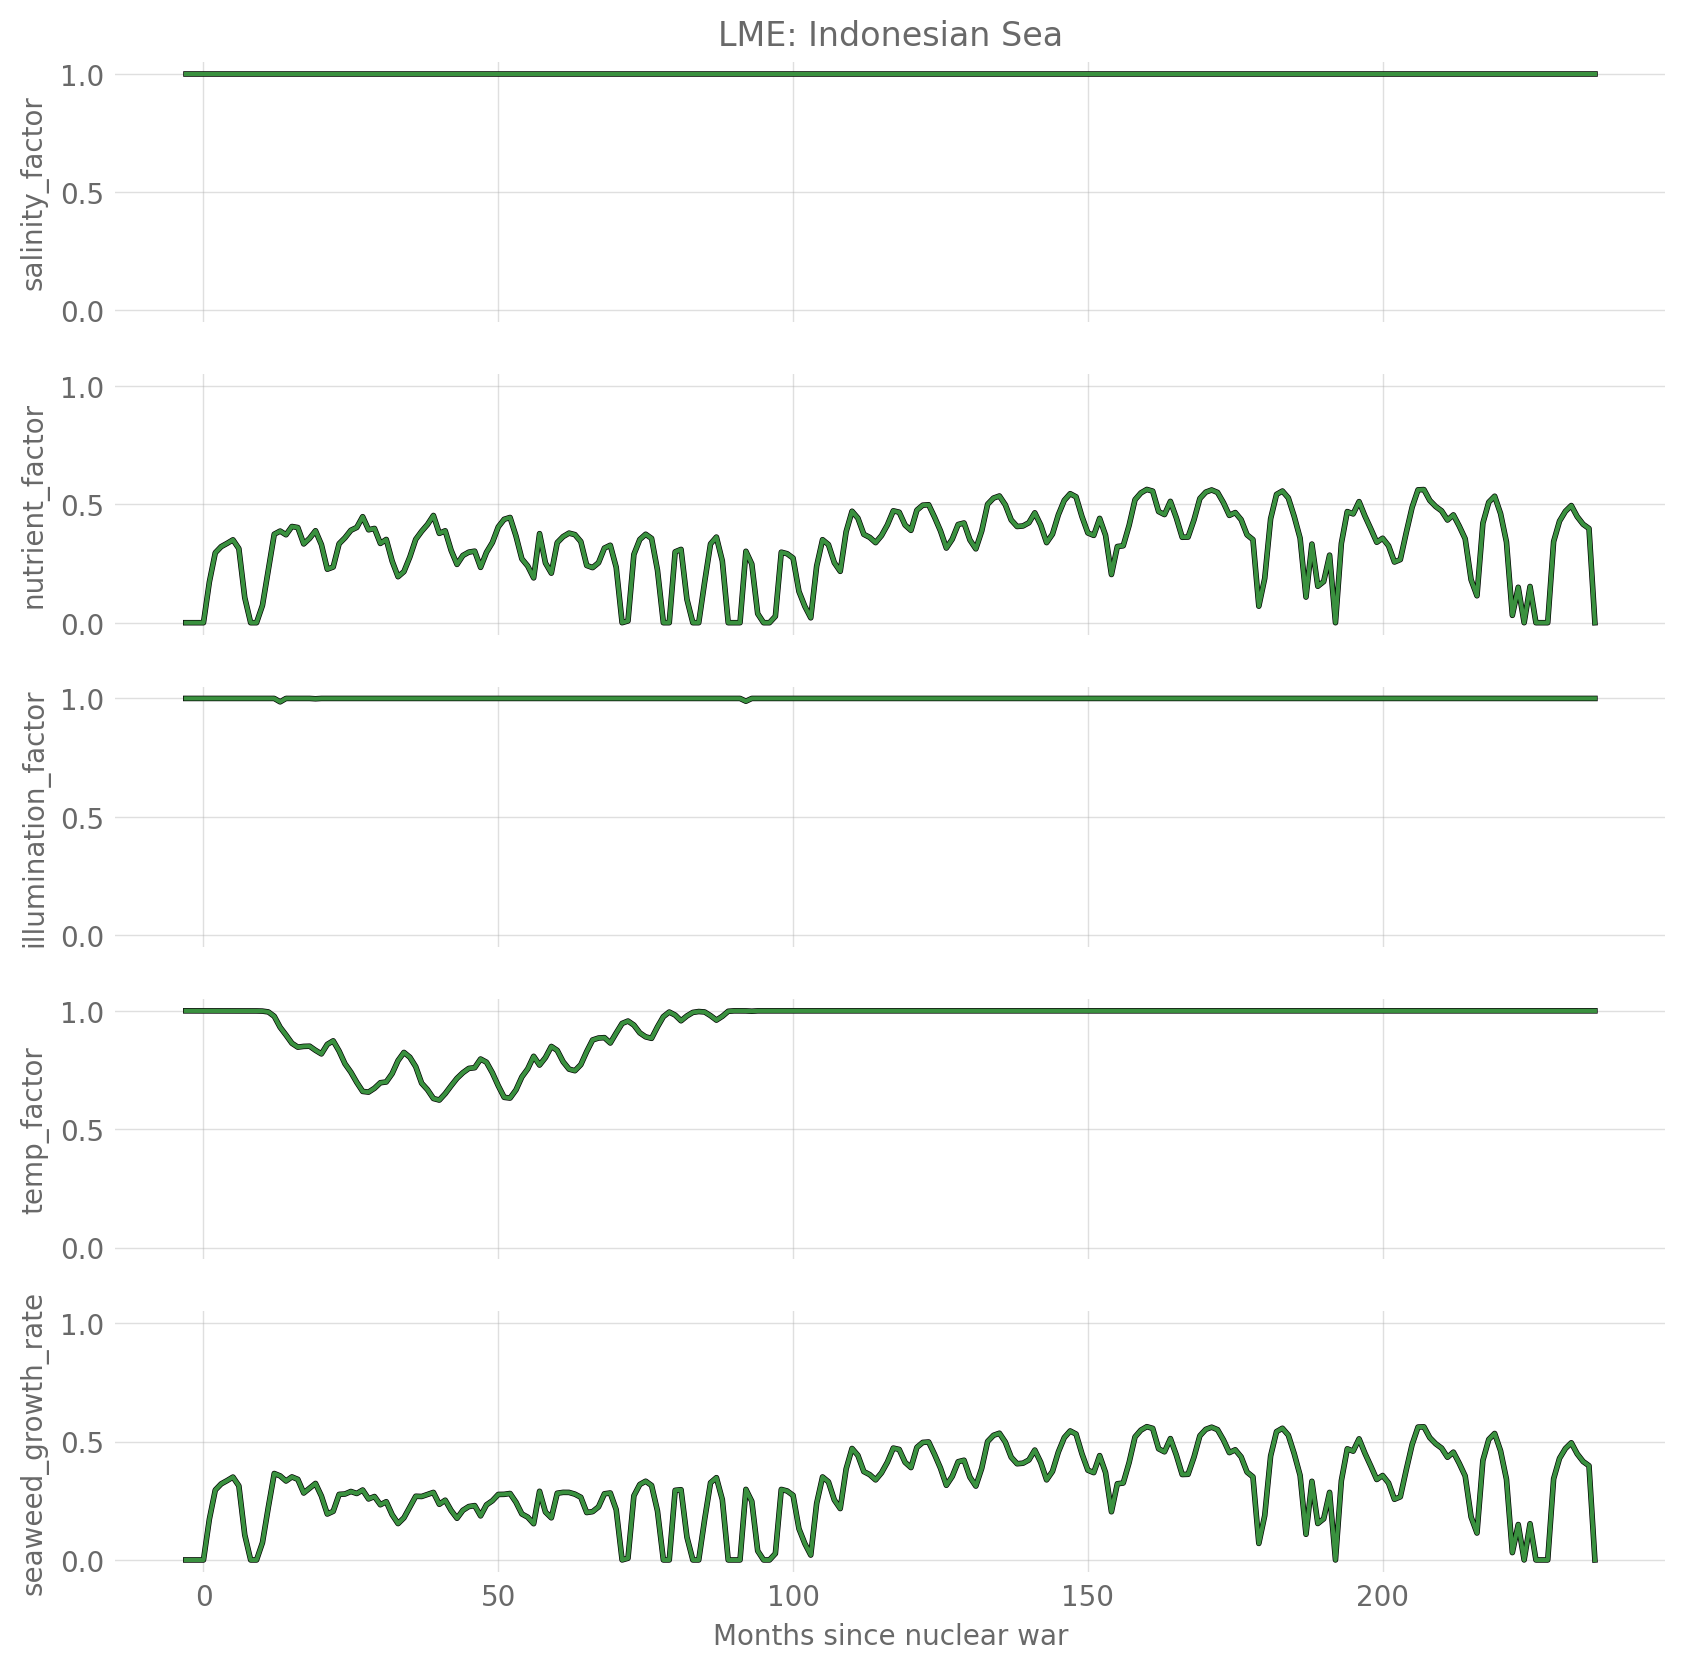 LME: Indonesian Sea
1.0
0.5
0.0
salinity_factor
1.0
0.5
0.0
nutrient_factor
1.0
0.5
0.0
illumination_factor
1.0
0.5
0.0
temp_factor
1.0
0.5
0.0
seaweed_growth_rate
0 50 100 150 200
Months since nuclear war